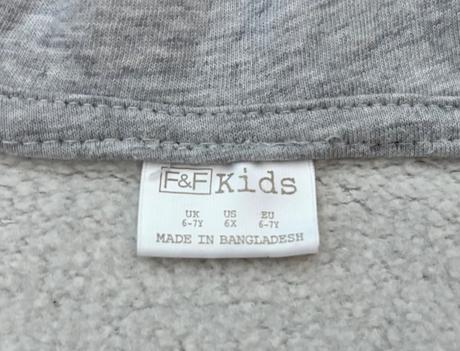 F&F Kids
UK US EU
6-7Y 6X 6-7Y
MADE IN BANGLADESH